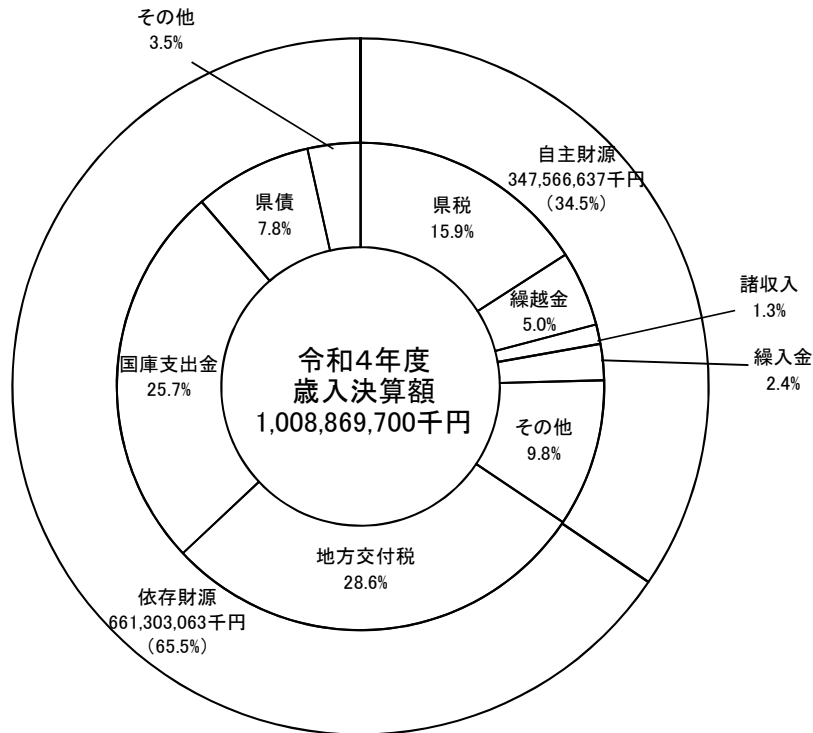 その他
3.5%
自主財源
347,566,637千円
（34.5%）
県税
15.9%
県債
7.8%
諸収入
1.3%
繰越金
5.0%
繰入金
2.4%
国庫支出金
25.7%
令和４年度
歳入決算額
1,008,869,700千円
その他
9.8%
地方交付税
28.6%
依存財源
661,303,063千円
（65.5%）